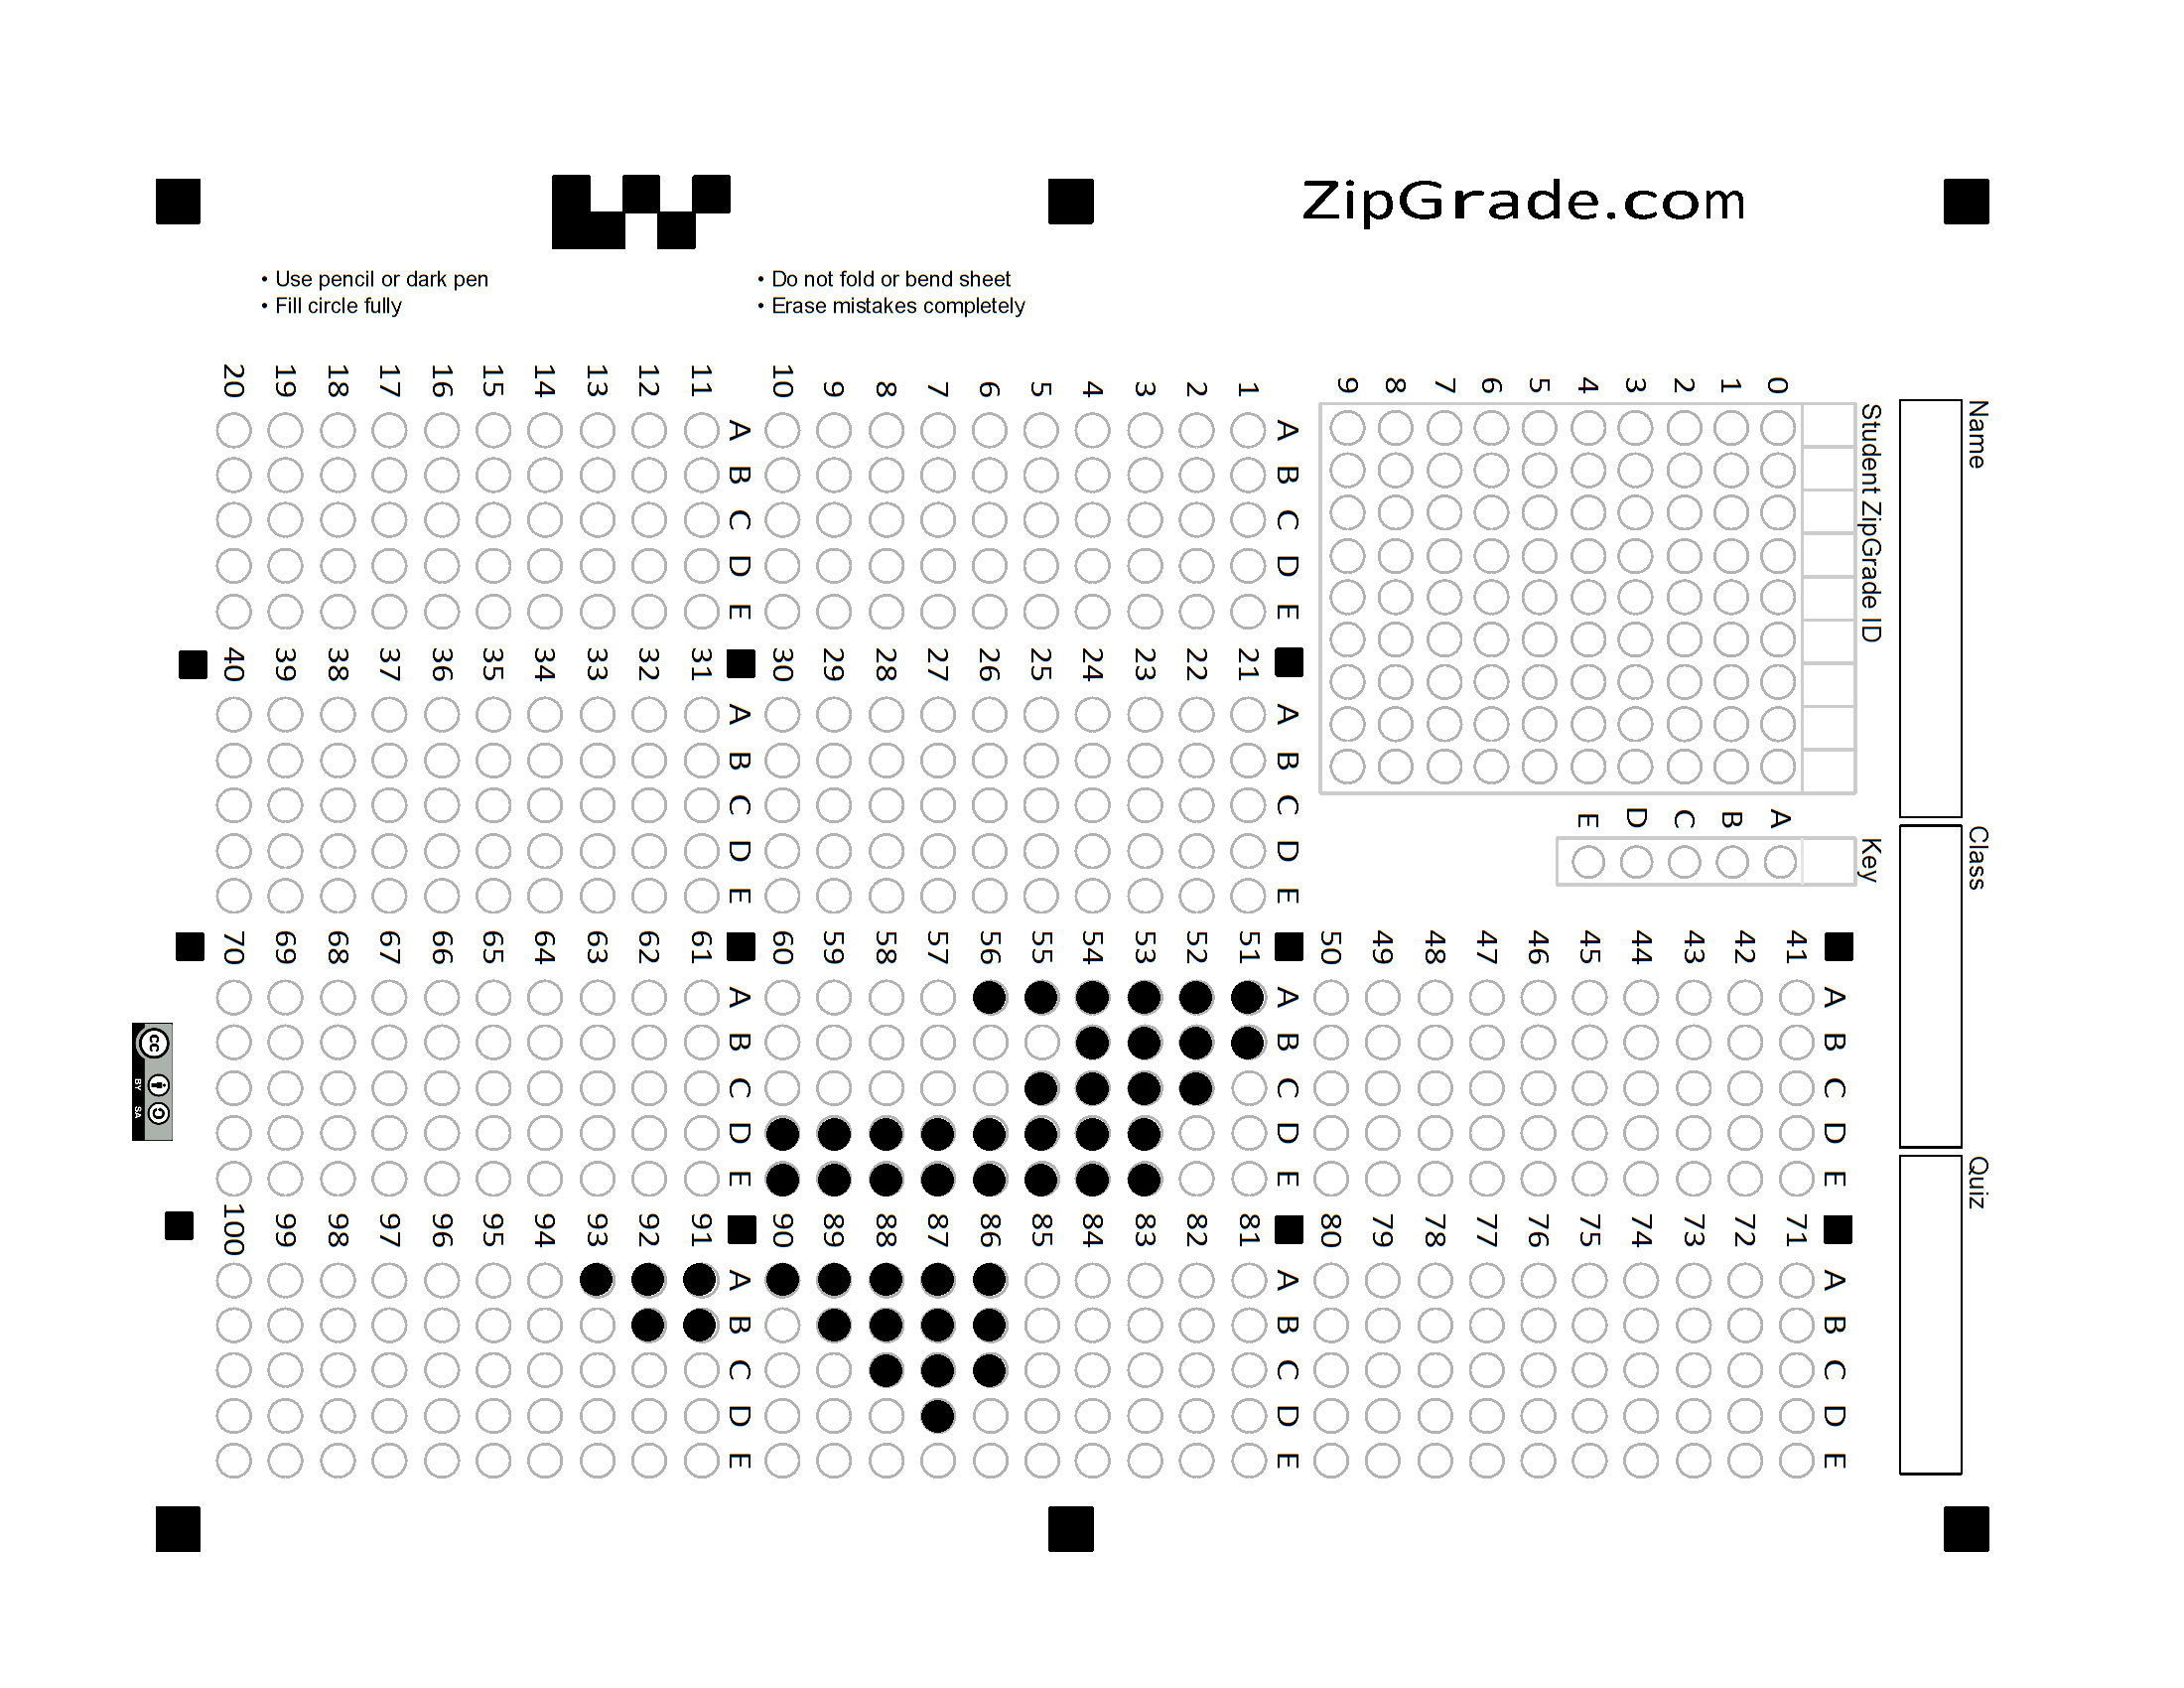 ZipGrade.com
• Use pencil or dark pen
• Fill circle fully
• Do not fold or bend sheet
• Erase mistakes completely
Name
Class
Quiz
Student ZipGrade ID
0 1 2 3 4 5 6 7 8 9
Key
A B C D E
1 2 3 4 5 6 7 8 9 10
A B C D E
11 12 13 14 15 16 17 18 19 20
A B C D E
21 22 23 24 25 26 27 28 29 30
A B C D E
31 32 33 34 35 36 37 38 39 40
A B C D E
41 42 43 44 45 46 47 48 49 50
A B C D E
51 52 53 54 55 56 57 58 59 60
A B C D E
61 62 63 64 65 66 67 68 69 70
A B C D E
71 72 73 74 75 76 77 78 79 80
A B C D E
81 82 83 84 85 86 87 88 89 90
A B C D E
91 92 93 94 95 96 97 98 99 100
A B C D E
cc
BY SA